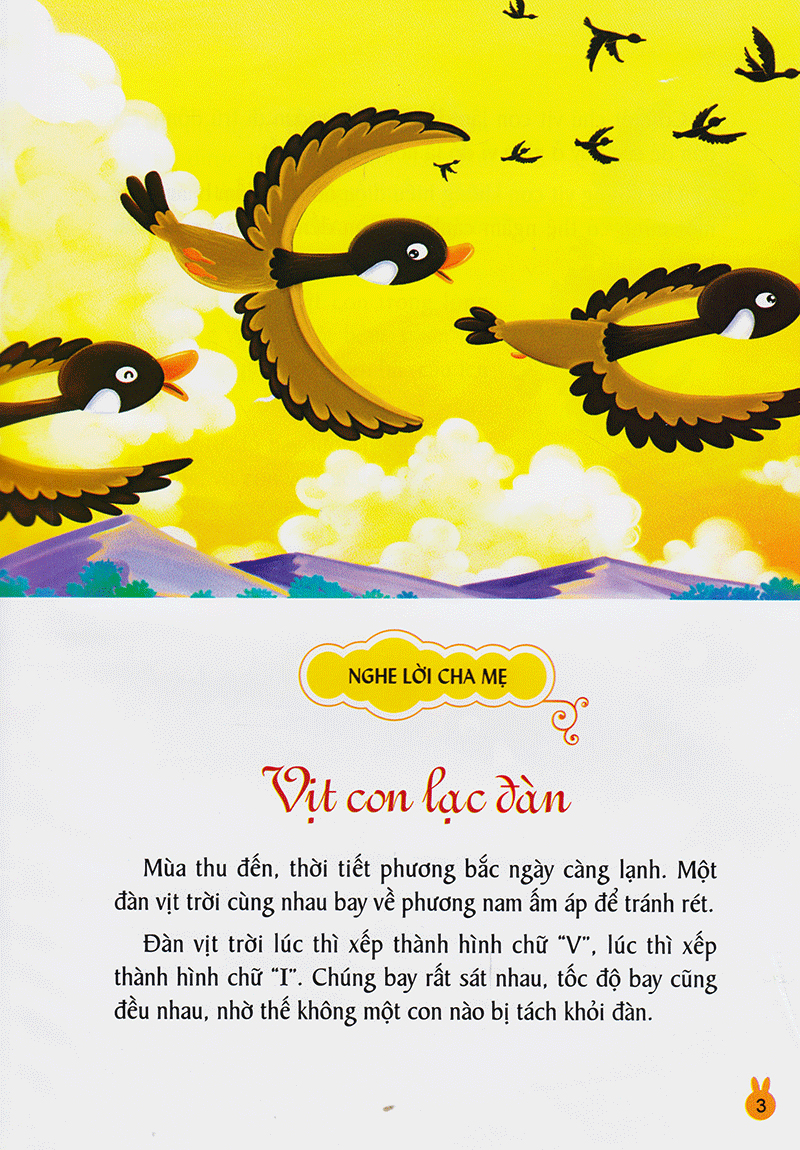 NGHE LỜI CHA MẸ
Vịt con lạc đàn
Mùa thu đến, thời tiết phương bắc ngày càng lạnh. Một
đàn vịt trời cùng nhau bay về phương nam ấm áp để tránh rét.
Đàn vịt trời lúc thì xếp thành hình chữ “V”, lúc thì xếp
thành hình chữ “I”. Chúng bay rất sát nhau, tốc độ bay cũng
đều nhau, nhờ thế không một con nào bị tách khỏi đàn.
3